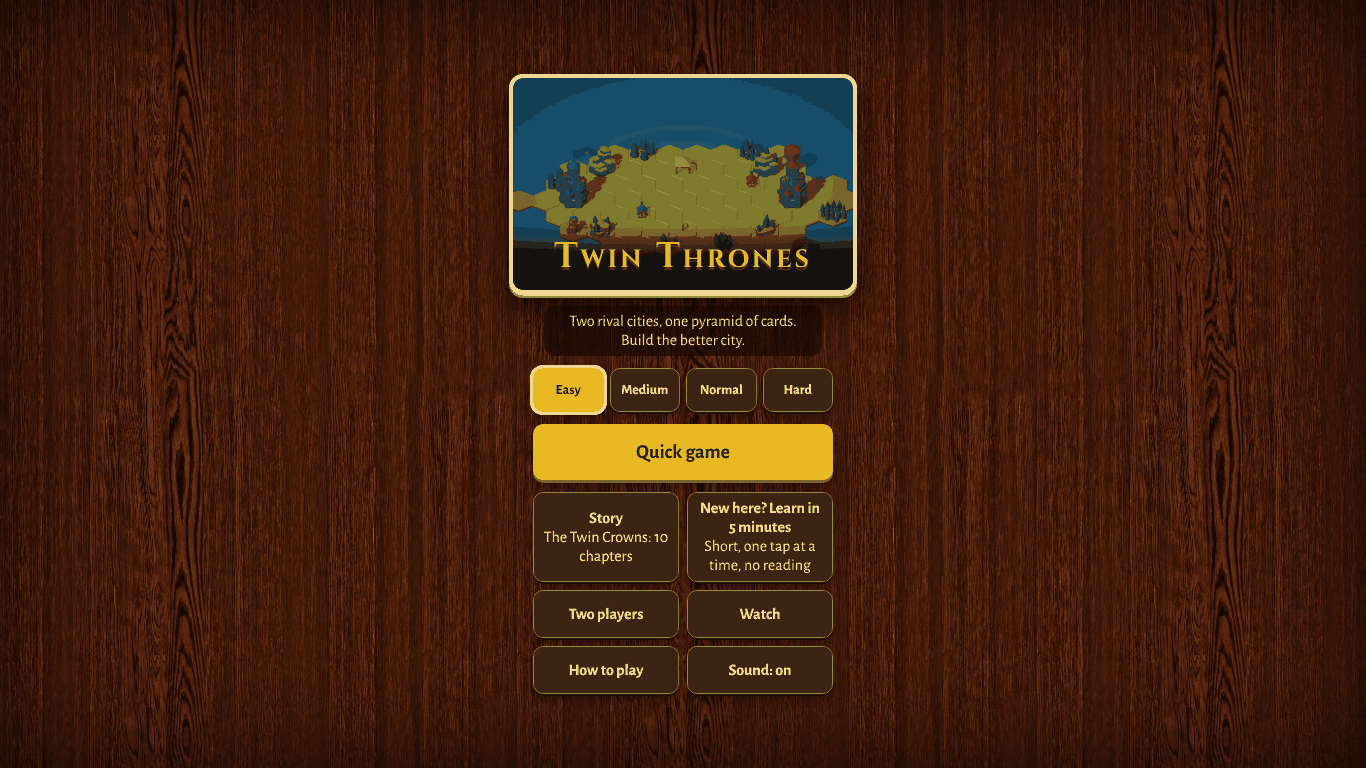 Twin Thrones
Two rival cities, one pyramid of cards.
Build the better city.
Easy
Medium
Normal
Hard
Quick game
Story
The Twin Crowns: 10
chapters
New here? Learn in
5 minutes
Short, one tap at a
time, no reading
Two players
Watch
How to play
Sound: on